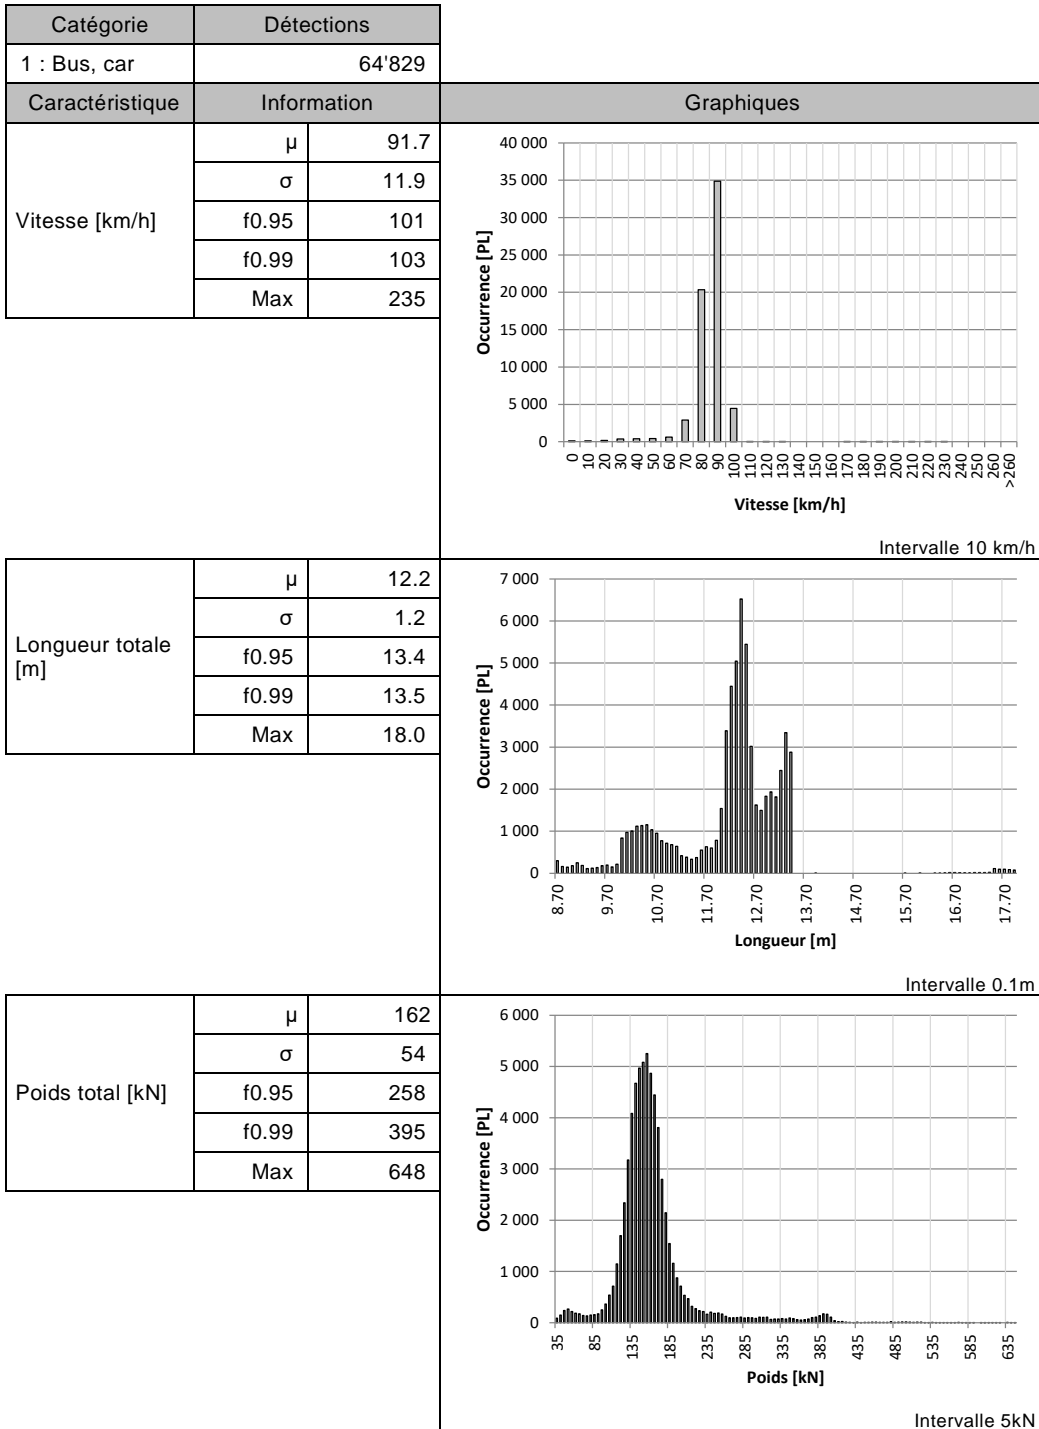 Catégorie Détections
1 : Bus, car 64'829
Caractéristique Information Graphiques
Vitesse [km/h]
µ 91.7
σ 11.9
f0.95 101
f0.99 103
Max 235
40 000
35 000
30 000
25 000
20 000
15 000
10 000
5 000
0
Occurrence [PL]
0 10 20 30 40 50 60 70 80 90 100 110 120 130 140 150 160 170 180 190 200 210 220 230 240 250 260 >260
Vitesse [km/h]
Intervalle 10 km/h
Longueur totale
[m]
µ 12.2
σ 1.2
f0.95 13.4
f0.99 13.5
Max 18.0
7 000
6 000
5 000
4 000
3 000
2 000
1 000
0
Occurrence [PL]
8.70 9.70 10.70 11.70 12.70 13.70 14.70 15.70 16.70 17.70
Longueur [m]
Intervalle 0.1m
Poids total [kN]
µ 162
σ 54
f0.95 258
f0.99 395
Max 648
6 000
5 000
4 000
3 000
2 000
1 000
0
Occurrence [PL]
35 85 135 185 235 285 335 385 435 485 535 585 635
Poids [kN]
Intervalle 5kN